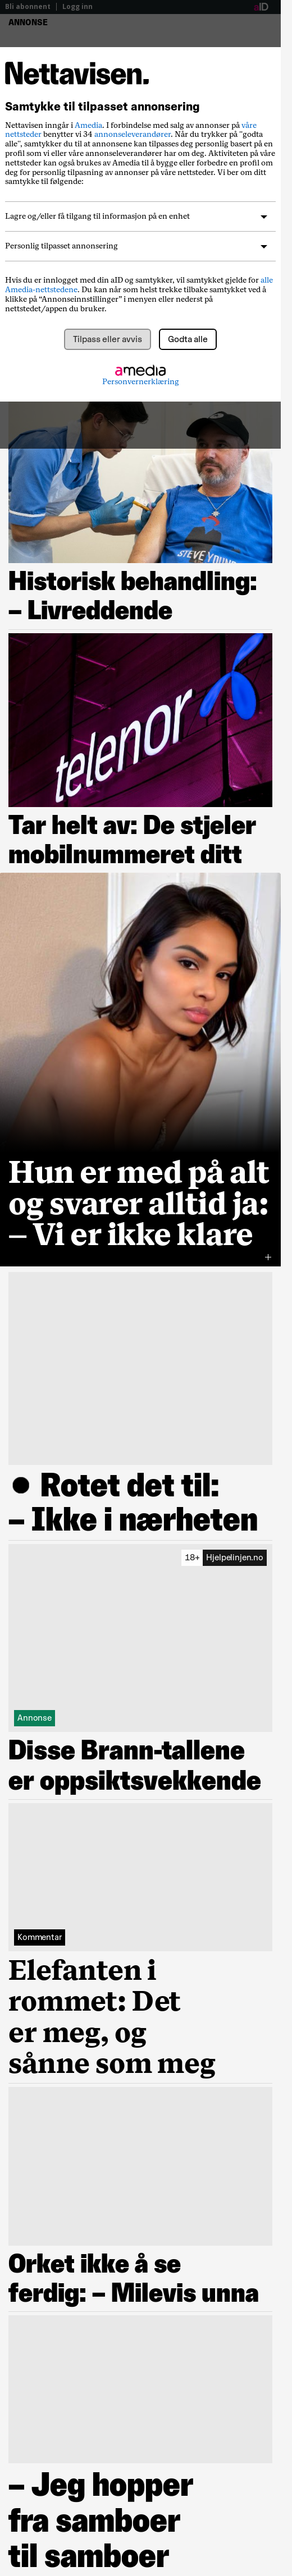 Bli abonnent | Logg inn
aID
ANNONSE
Nettavisen.
Samtykke til tilpasset annonsering
Nettavisen inngår i Amedia. I forbindelse med salg av annonser på våre
nettsteder benytter vi 34 annonseleverandører. Når du trykker på "godta
alle", samtykker du til at annonsene kan tilpasses deg personlig basert på en
profil som vi eller våre annonseleverandører har om deg. Aktiviteten på våre
nettsteder kan også brukes av Amedia til å bygge eller forbedre en profil om
deg for personlig tilpasning av annonser på våre nettsteder. Vi ber om ditt
samtykke til følgende:
Lagre og/eller få tilgang til informasjon på en enhet
Personlig tilpasset annonsering
Hvis du er innlogget med din aID og samtykker, vil samtykket gjelde for alle
Amedia-nettstedene. Du kan når som helst trekke tilbake samtykket ved å
klikke på “Annonseinnstillinger” i menyen eller nederst på
nettstedet/appen du bruker.
Tilpass eller avvis
Godta alle
amedia
Personvernerklæring
STEVE YOUNG
Historisk behandling:
– Livreddende
telenor
Tar helt av: De stjeler
mobilnummeret ditt
Hun er med på alt
og svarer alltid ja:
– Vi er ikke klare
+
● Rotet det til:
– Ikke i nærheten
18+ Hjelpelinjen.no
Annonse
Disse Brann-tallene
er oppsiktsvekkende
Kommentar
Elefanten i
rommet: Det
er meg, og
sånne som meg
Orket ikke å se
ferdig: – Milevis unna
– Jeg hopper
fra samboer
til samboer